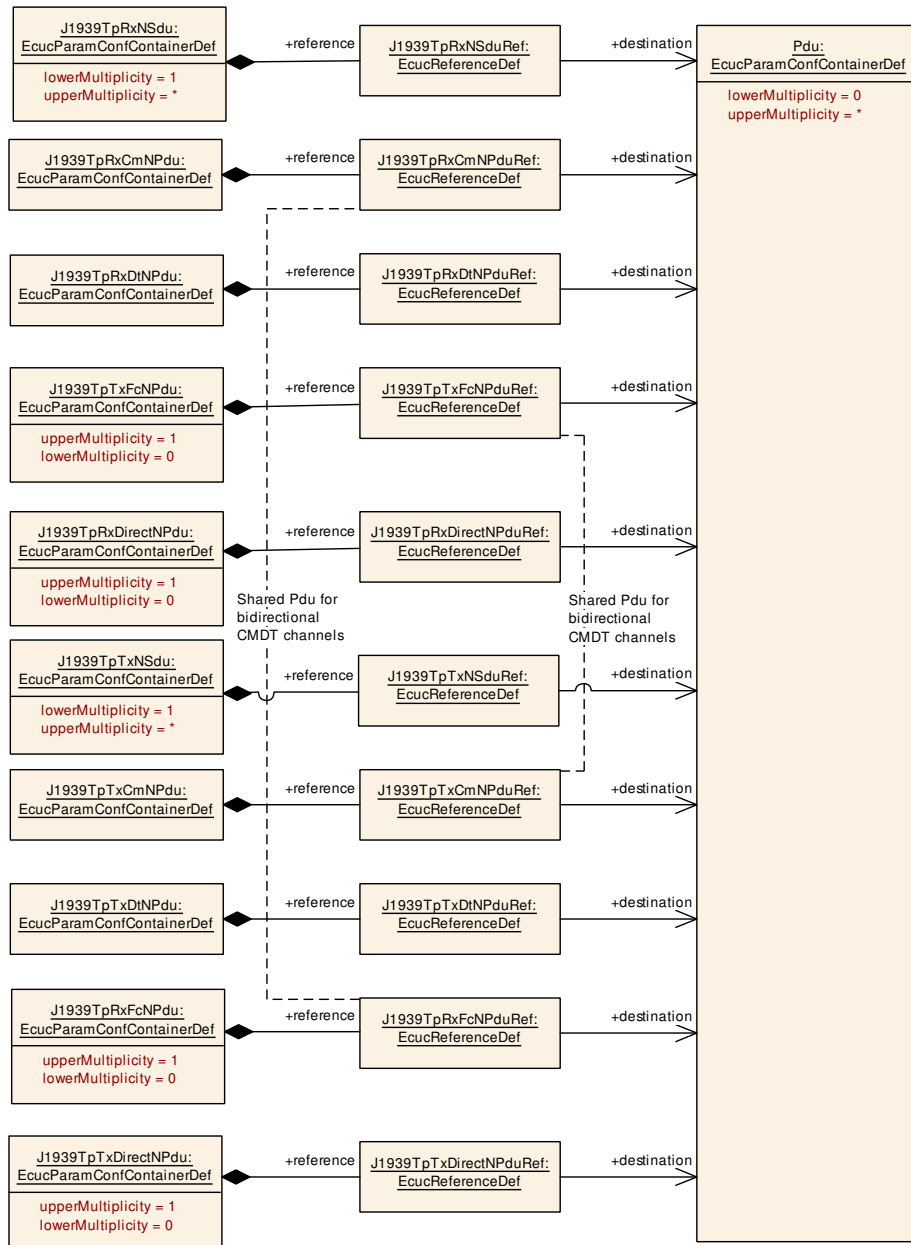 J1939TpRxNSdu:
EcucParamConfContainerDef
lowerMultiplicity = 1
upperMultiplicity = *
+reference
J1939TpRxNSduRef:
EcucReferenceDef
+destination
Pdu:
EcucParamConfContainerDef
lowerMultiplicity = 0
upperMultiplicity = *
J1939TpRxCmNPdu:
EcucParamConfContainerDef
+reference
J1939TpRxCmNPduRef:
EcucReferenceDef
+destination
J1939TpRxDtNPdu:
EcucParamConfContainerDef
+reference
J1939TpRxDtNPduRef:
EcucReferenceDef
+destination
J1939TpTxFcNPdu:
EcucParamConfContainerDef
upperMultiplicity = 1
lowerMultiplicity = 0
+reference
J1939TpTxFcNPduRef:
EcucReferenceDef
+destination
J1939TpRxDirectNPdu:
EcucParamConfContainerDef
upperMultiplicity = 1
lowerMultiplicity = 0
+reference
J1939TpRxDirectNPduRef:
EcucReferenceDef
+destination
Shared Pdu for
bidirectional
CMDT channels
Shared Pdu for
bidirectional
CMDT channels
J1939TpTxNSdu:
EcucParamConfContainerDef
lowerMultiplicity = 1
upperMultiplicity = *
+reference
J1939TpTxNSduRef:
EcucReferenceDef
+destination
J1939TpTxCmNPdu:
EcucParamConfContainerDef
+reference
J1939TpTxCmNPduRef:
EcucReferenceDef
+destination
J1939TpTxDtNPdu:
EcucParamConfContainerDef
+reference
J1939TpTxDtNPduRef:
EcucReferenceDef
+destination
J1939TpRxFcNPdu:
EcucParamConfContainerDef
upperMultiplicity = 1
lowerMultiplicity = 0
+reference
J1939TpRxFcNPduRef:
EcucReferenceDef
+destination
J1939TpTxDirectNPdu:
EcucParamConfContainerDef
upperMultiplicity = 1
lowerMultiplicity = 0
+reference
J1939TpTxDirectNPduRef:
EcucReferenceDef
+destination